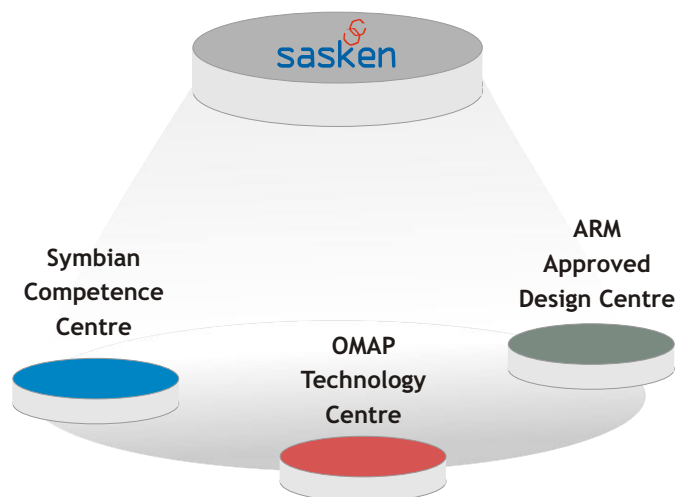 sasken
Symbian
Competence
Centre
OMAP
Technology
Centre
ARM
Approved
Design Centre